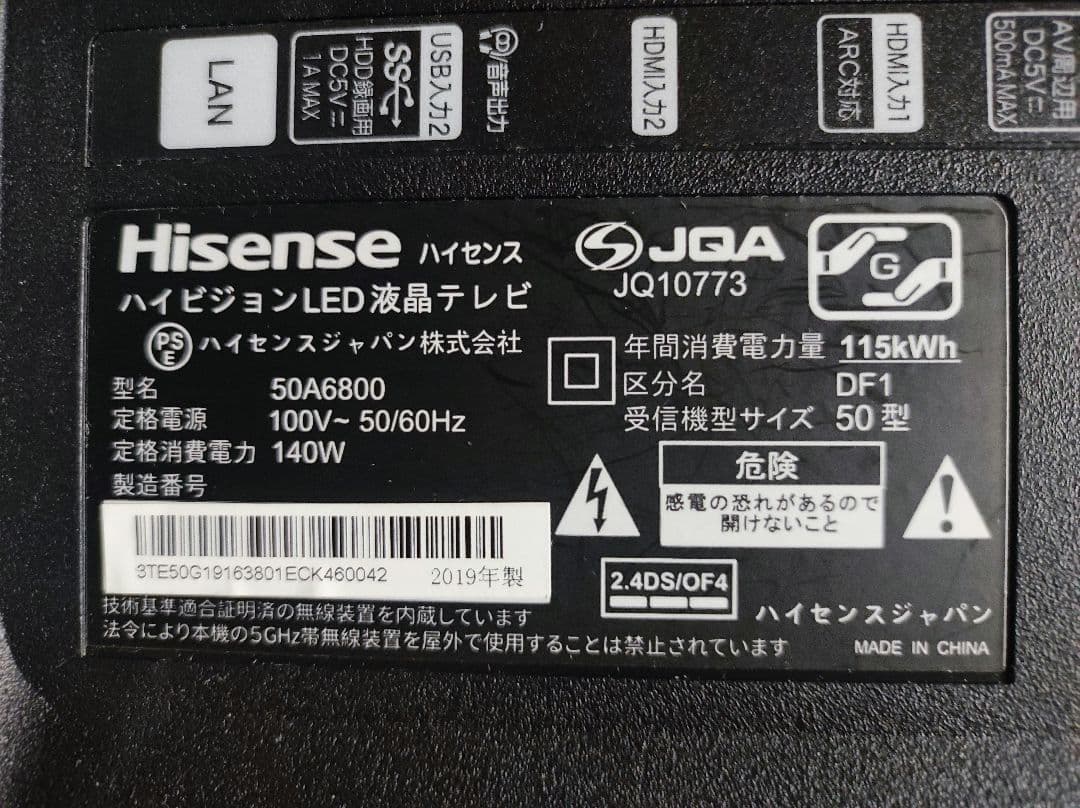 LAN
USB入力2
HDD録画用
DC5V
1A MAX
/音声出力
HDMI入力2
HDMI入力1
ARC対応
AV周辺用
DC5V
500mA MAX
Hisense ハイセンス
ハイビジョンLED液晶テレビ
PSE ハイセンスジャパン株式会社
型名 50A6800
定格電源 100V~ 50/60Hz
定格消費電力 140W
製造番号
3TE50G19163801ECK460042 2019年製
技術基準適合証明済の無線装置を内蔵しています
法令により本機の5GHz帯無線装置を屋外で使用することは禁止されています
JQA
JQ10773
G
年間消費電力量 115kWh
区分名 DF1
受信機型サイズ 50型
危険
感電の恐れがあるので
開けないこと
2.4DS/OF4
ハイセンスジャパン
MADE IN CHINA